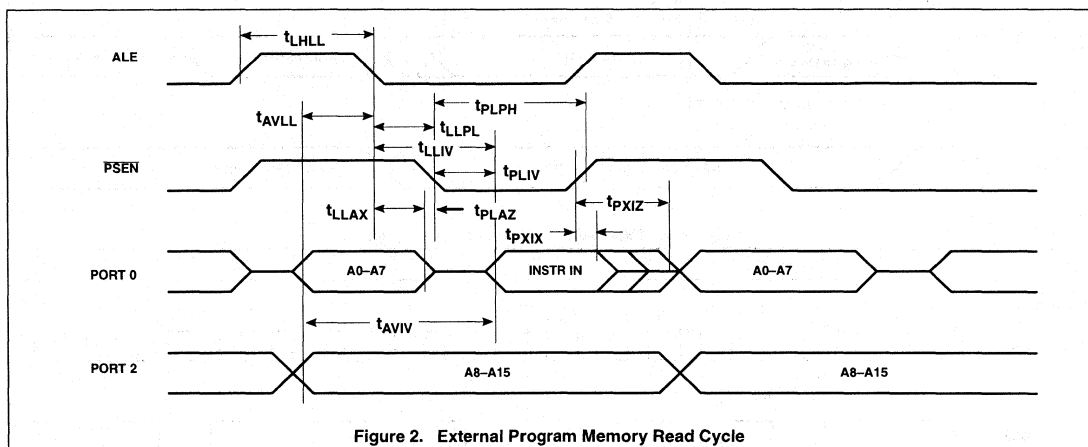 ALE
tLHLL
tPLPH
tAVLL
tLLPL
tLLIV
PSEN
tPLIV
tLLAX
tPLAZ
tPXIZ
tPXIX
PORT 0
A0–A7
INSTR IN
A0–A7
tAVIV
PORT 2
A8–A15
A8–A15
Figure 2. External Program Memory Read Cycle